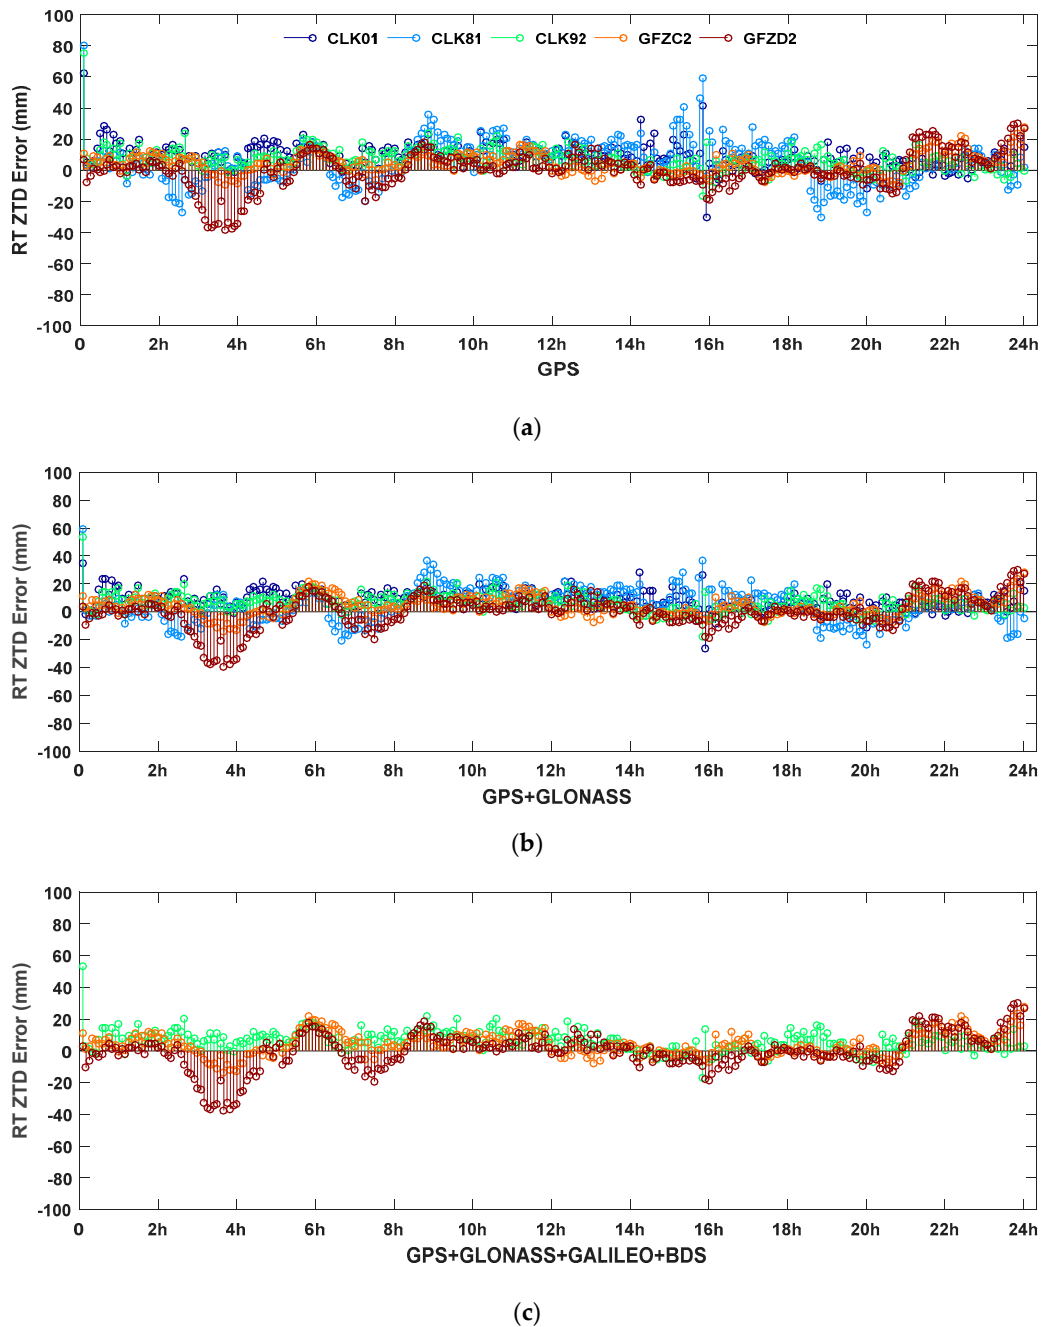 100
80
60
40
20
0
-20
-40
-60
-80
-100
RT ZTD Error (mm)
CLK01 CLK81 CLK92 GFZC2 GFZD2
0 2h 4h 6h 8h 10h 12h 14h 16h 18h 20h 22h 24h
GPS
(a)
100
80
60
40
20
0
-20
-40
-60
-80
-100
RT ZTD Error (mm)
0 2h 4h 6h 8h 10h 12h 14h 16h 18h 20h 22h 24h
GPS+GLONASS
(b)
100
80
60
40
20
0
-20
-40
-60
-80
-100
RT ZTD Error (mm)
0 2h 4h 6h 8h 10h 12h 14h 16h 18h 20h 22h 24h
GPS+GLONASS+GALILEO+BDS
(c)